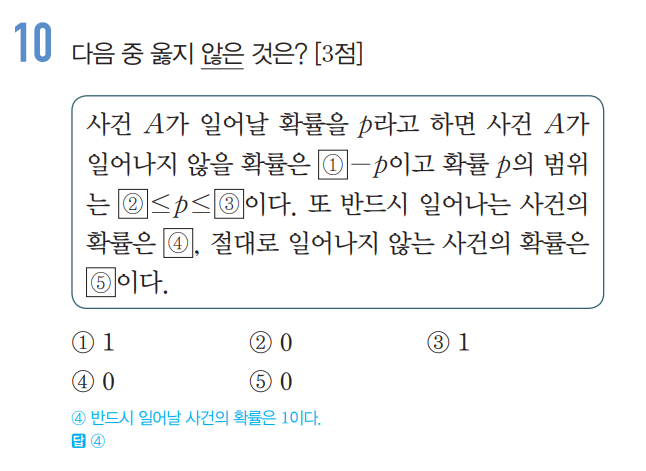 10 다음 중 옳지 않은 것은? [3점]
사건 A가 일어날 확률을 p라고 하면 사건 A가
일어나지 않을 확률은 ①−p이고 확률 p의 범위
는 ②≤p≤③이다. 또 반드시 일어나는 사건의
확률은 ④, 절대로 일어나지 않는 사건의 확률은
⑤이다.
① 1 ② 0 ③ 1
④ 0 ⑤ 0
④ 반드시 일어날 사건의 확률은 1이다.
답 ④